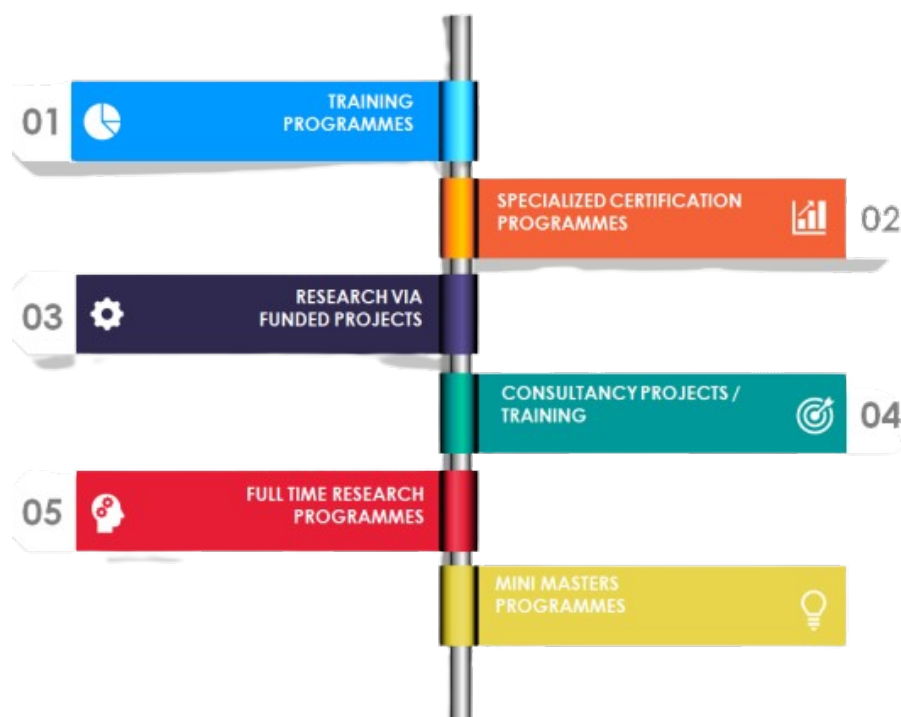 01
TRAINING
PROGRAMMES
SPECIALIZED CERTIFICATION
PROGRAMMES
02
03
RESEARCH VIA
FUNDED PROJECTS
CONSULTANCY PROJECTS /
TRAINING
04
05
FULL TIME RESEARCH
PROGRAMMES
MINI MASTERS
PROGRAMMES